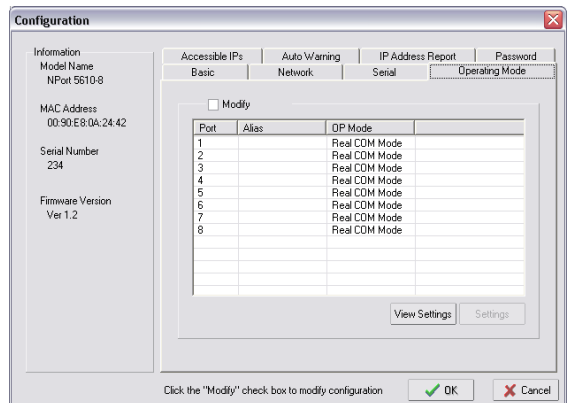 Configuration
Information
Model Name
NPort 5610-8
MAC Address
00:90:E8:0A:24:42
Serial Number
234
Firmware Version
Ver 1.2
Accessible IPs Auto Warning IP Address Report Password
Basic Network Serial Operating Mode
Modify
Port Alias OP Mode
1 Real COM Mode
2 Real COM Mode
3 Real COM Mode
4 Real COM Mode
5 Real COM Mode
6 Real COM Mode
7 Real COM Mode
8 Real COM Mode
View Settings Settings
Click the "Modify" check box to modify configuration OK Cancel